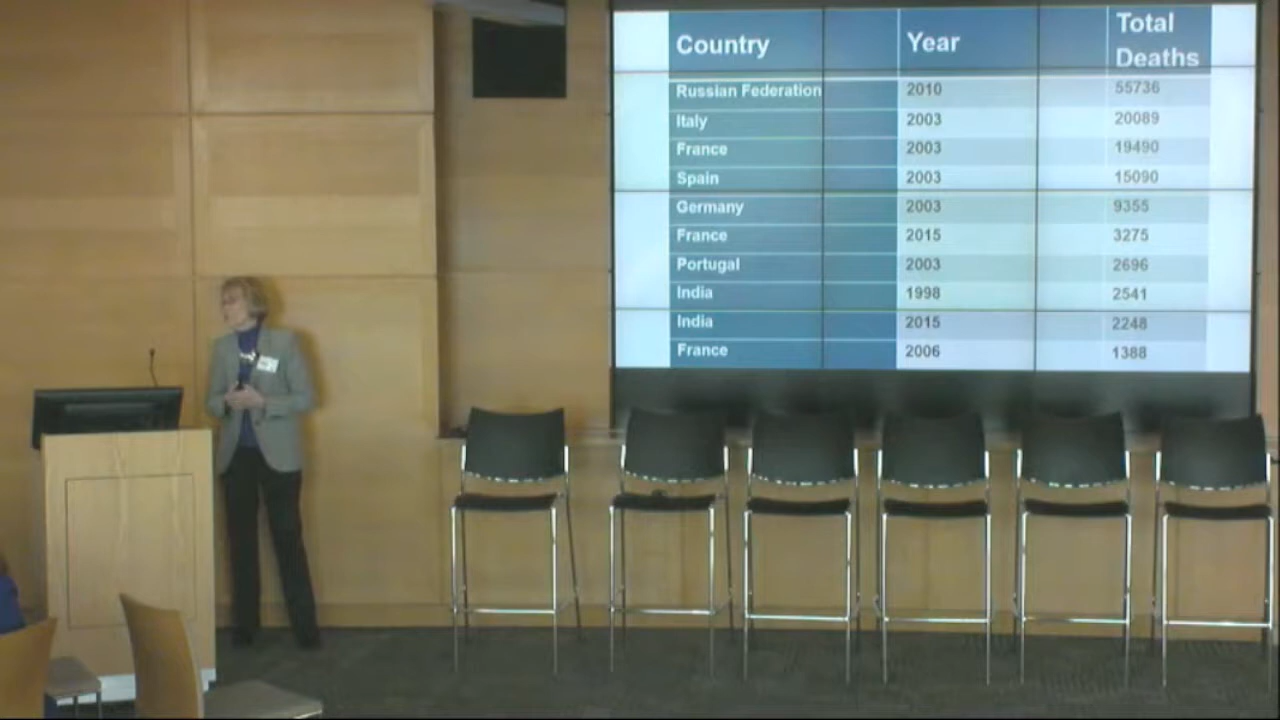 Country Year Total Deaths
Russian Federation 2010 55736
Italy 2003 20089
France 2003 19490
Spain 2003 15090
Germany 2003 9355
France 2015 3275
Portugal 2003 2696
India 1998 2541
India 2015 2248
France 2006 1388